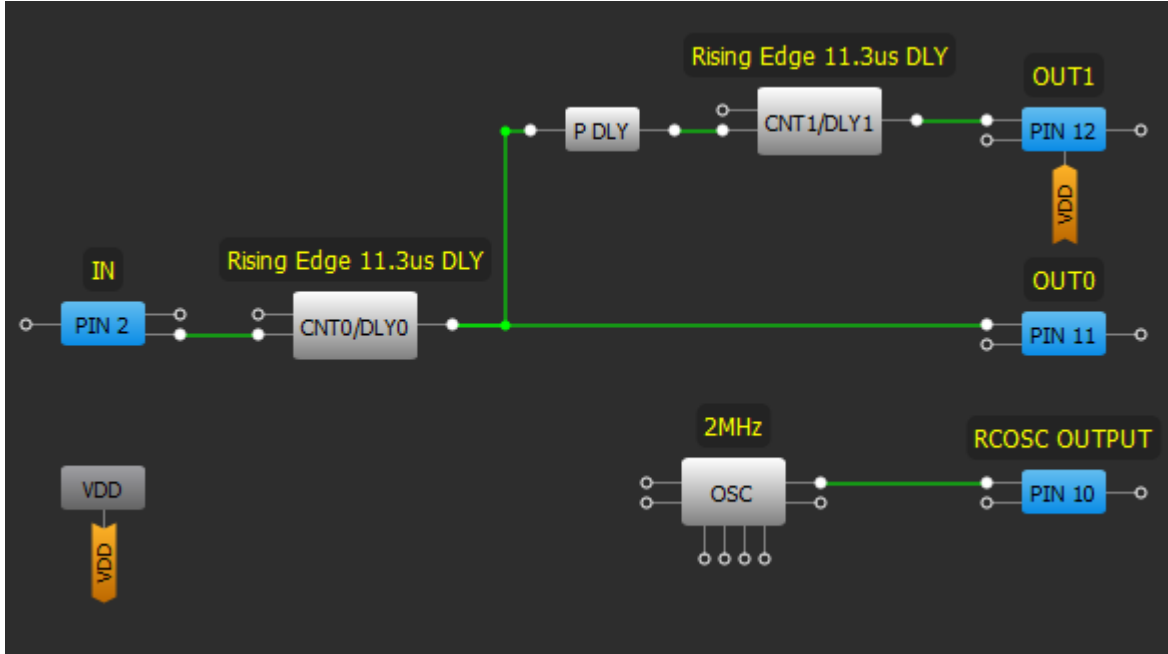 Rising Edge 11.3us DLY
OUT1
P DLY
CNT1/DLY1
PIN 12
VDD
IN
Rising Edge 11.3us DLY
OUT0
PIN 2
CNT0/DLY0
PIN 11
2MHz
RCOSC OUTPUT
VDD
OSC
PIN 10
VDD